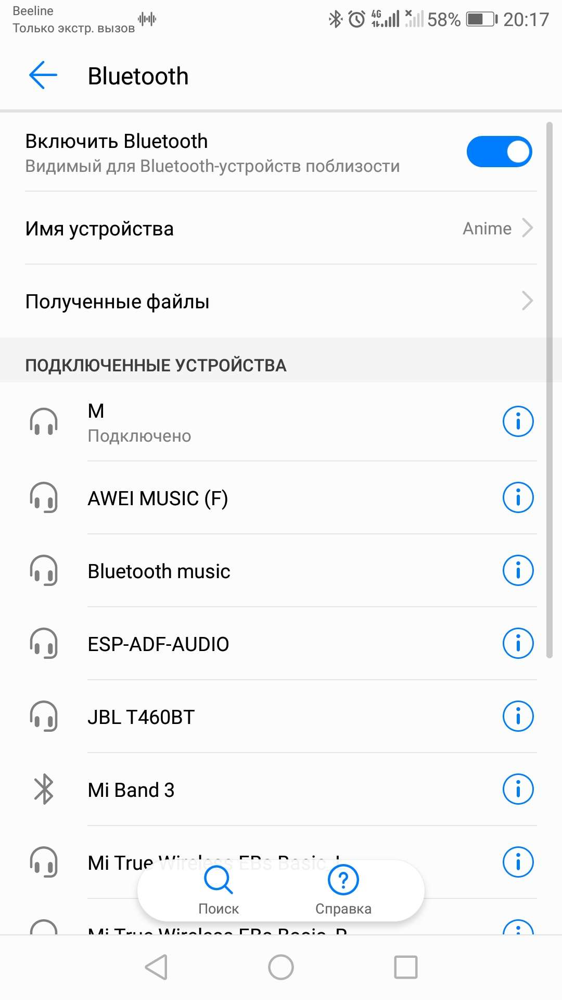 Beeline
Только экстр. вызов
4G 58% 20:17
Bluetooth
Включить Bluetooth
Видимый для Bluetooth-устройств поблизости
Имя устройства Anime
Полученные файлы
ПОДКЛЮЧЕННЫЕ УСТРОЙСТВА
M
Подключено
AWEI MUSIC (F)
Bluetooth music
ESP-ADF-AUDIO
JBL T460BT
Mi Band 3
Mi True Wireless EBs Basic_L
Поиск Справка
Mi True Wireless EBs Basic_R